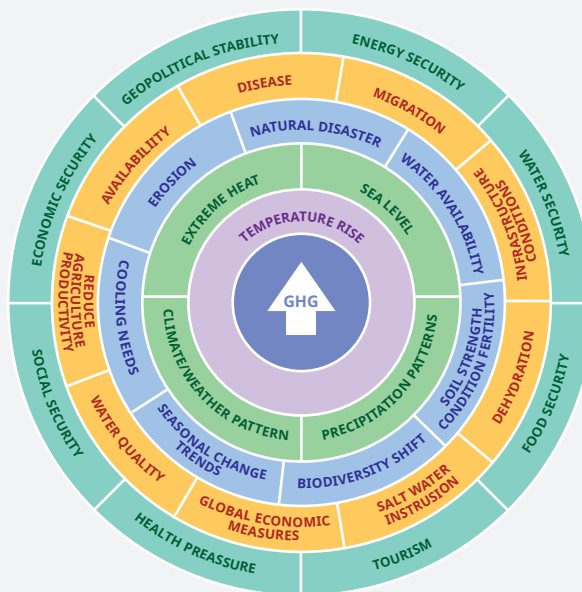 GEOPOLITICAL STABILITY
ENERGY SECURITY
WATER SECURITY
FOOD SECURITY
TOURISM
HEALTH PREASSURE
SOCIAL SECURITY
ECONOMIC SECURITY
DISEASE
MIGRATION
INFRASTRUCTURE
CONDITIONS
DEHYDRATION
SALT WATER
INSTRUSION
GLOBAL ECONOMIC
MEASURES
WATER QUALITY
REDUCE
AGRICULTURE
PRODUCTIVITY
AVAILABILIITY
NATURAL DISASTER
WATER AVAILABILITY
SOIL STRENGTH
CONDITION FERTILITY
BIODIVERSITY SHIFT
SEASONAL CHANGE
TRENDS
COOLING NEEDS
EROSION
EXTREME HEAT
SEA LEVEL
PRECIPITATION PATTERNS
CLIMATE/WEATHER PATTERN
TEMPERATURE RISE
GHG